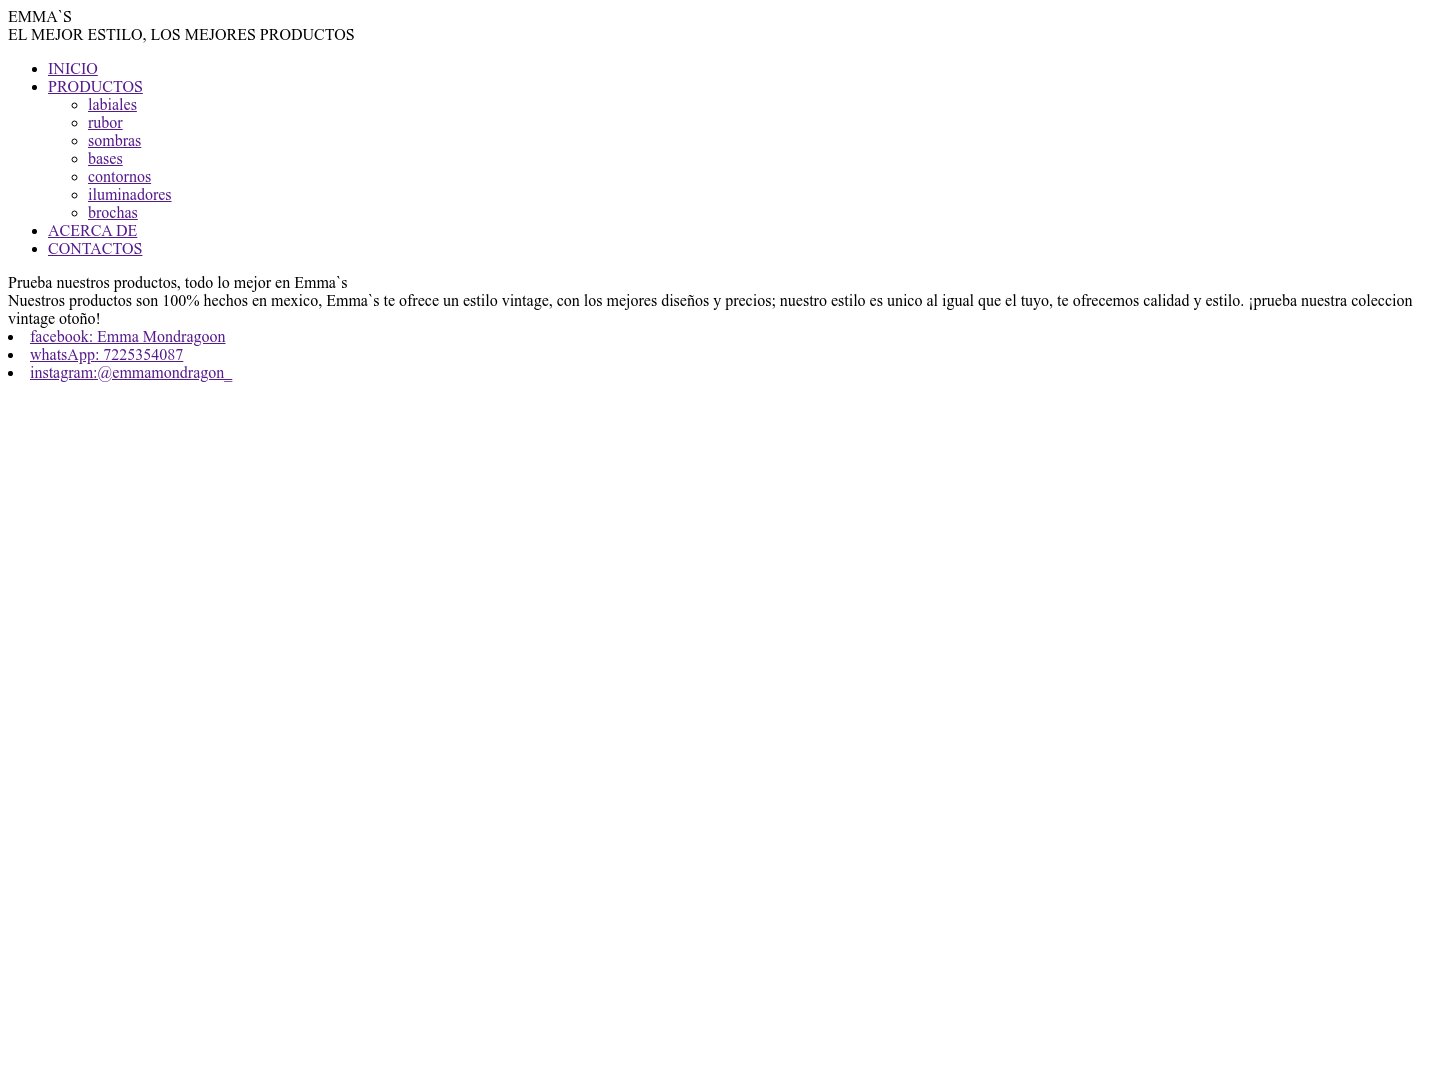 EMMA`S
EL MEJOR ESTILO, LOS MEJORES PRODUCTOS
INICIO
PRODUCTOS
labiales
rubor
sombras
bases
contornos
iluminadores
brochas
ACERCA DE
CONTACTOS
Prueba nuestros productos, todo lo mejor en Emma`s
Nuestros productos son 100% hechos en mexico, Emma`s te ofrece un estilo vintage, con los mejores diseños y precios; nuestro estilo es unico al igual que el tuyo, te ofrecemos calidad y estilo. ¡prueba nuestra coleccion
vintage otoño!
facebook: Emma Mondragoon
whatsApp: 7225354087
instagram:@emmamondragon_